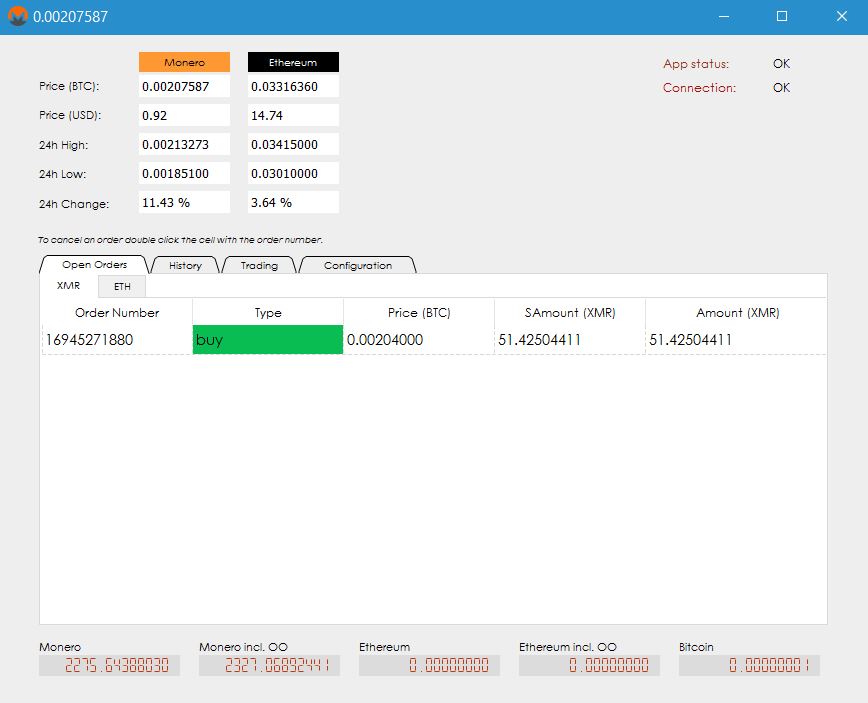 0.00207587
Monero Ethereum
Price (BTC): 0.00207587 0.03316360
Price (USD): 0.92 14.74
24h High: 0.00213273 0.03415000
24h Low: 0.00185100 0.03010000
24h Change: 11.43 % 3.64 %
App status: OK
Connection: OK
To cancel an order double click the cell with the order number.
Open Orders History Trading Configuration
XMR ETH
Order Number Type Price (BTC) SAmount (XMR) Amount (XMR)
16945271880 buy 0.00204000 51.42504411 51.42504411
Monero Monero incl. OO Ethereum Ethereum incl. OO Bitcoin
2275.64388030 2327.06892441 0.00000000 0.00000000 0.00000001